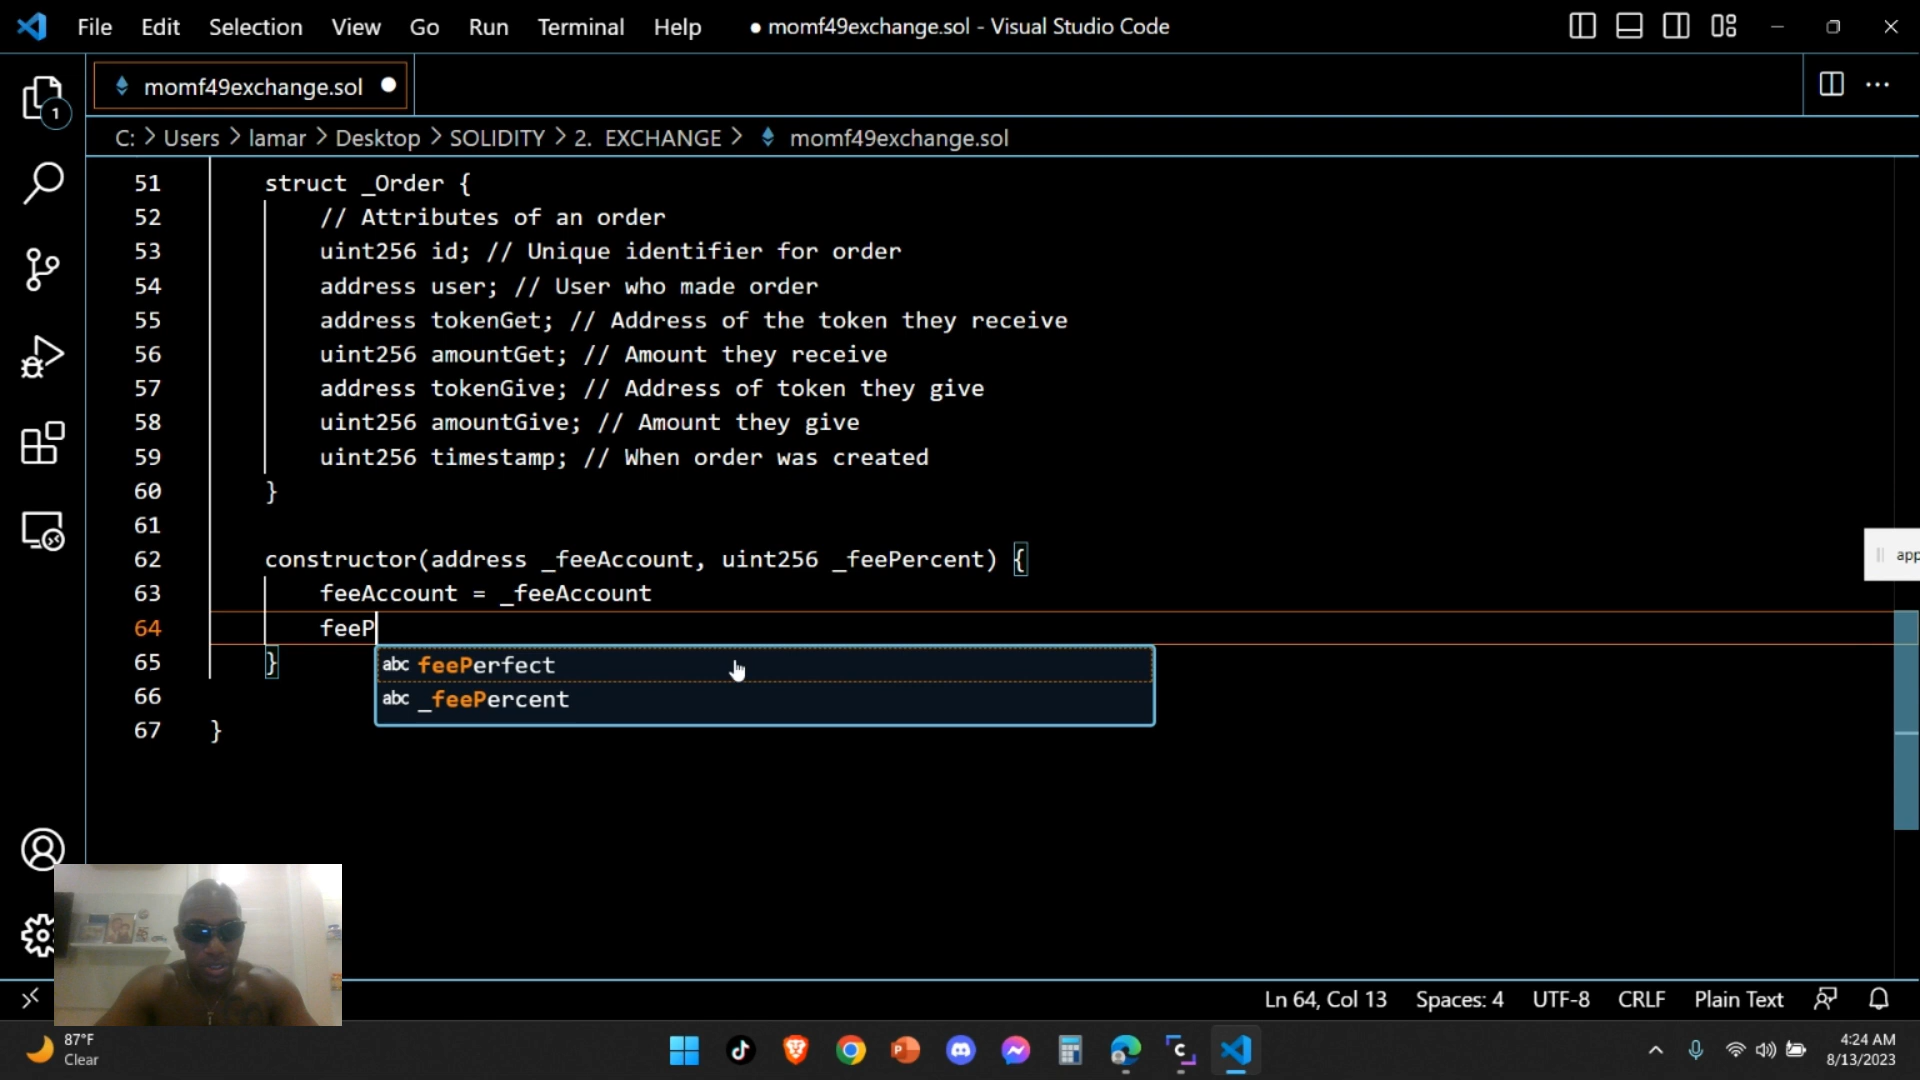 File Edit Selection View Go Run Terminal Help ● momf49exchange.sol - Visual Studio Code
momf49exchange.sol ●
1
C: > Users > lamar > Desktop > SOLIDITY > 2. EXCHANGE > momf49exchange.sol
51 struct _Order {
52 // Attributes of an order
53 uint256 id; // Unique identifier for order
54 address user; // User who made order
55 address tokenGet; // Address of the token they receive
56 uint256 amountGet; // Amount they receive
57 address tokenGive; // Address of token they give
58 uint256 amountGive; // Amount they give
59 uint256 timestamp; // When order was created
60 }
61
62 constructor(address _feeAccount, uint256 _feePercent) {
app
63 feeAccount = _feeAccount
64 feeP
65 }
abc feePerfect
66
abc _feePercent
67 }
Ln 64, Col 13 Spaces: 4 UTF-8 CRLF Plain Text
87°F
Clear
4:24 AM
8/13/2023